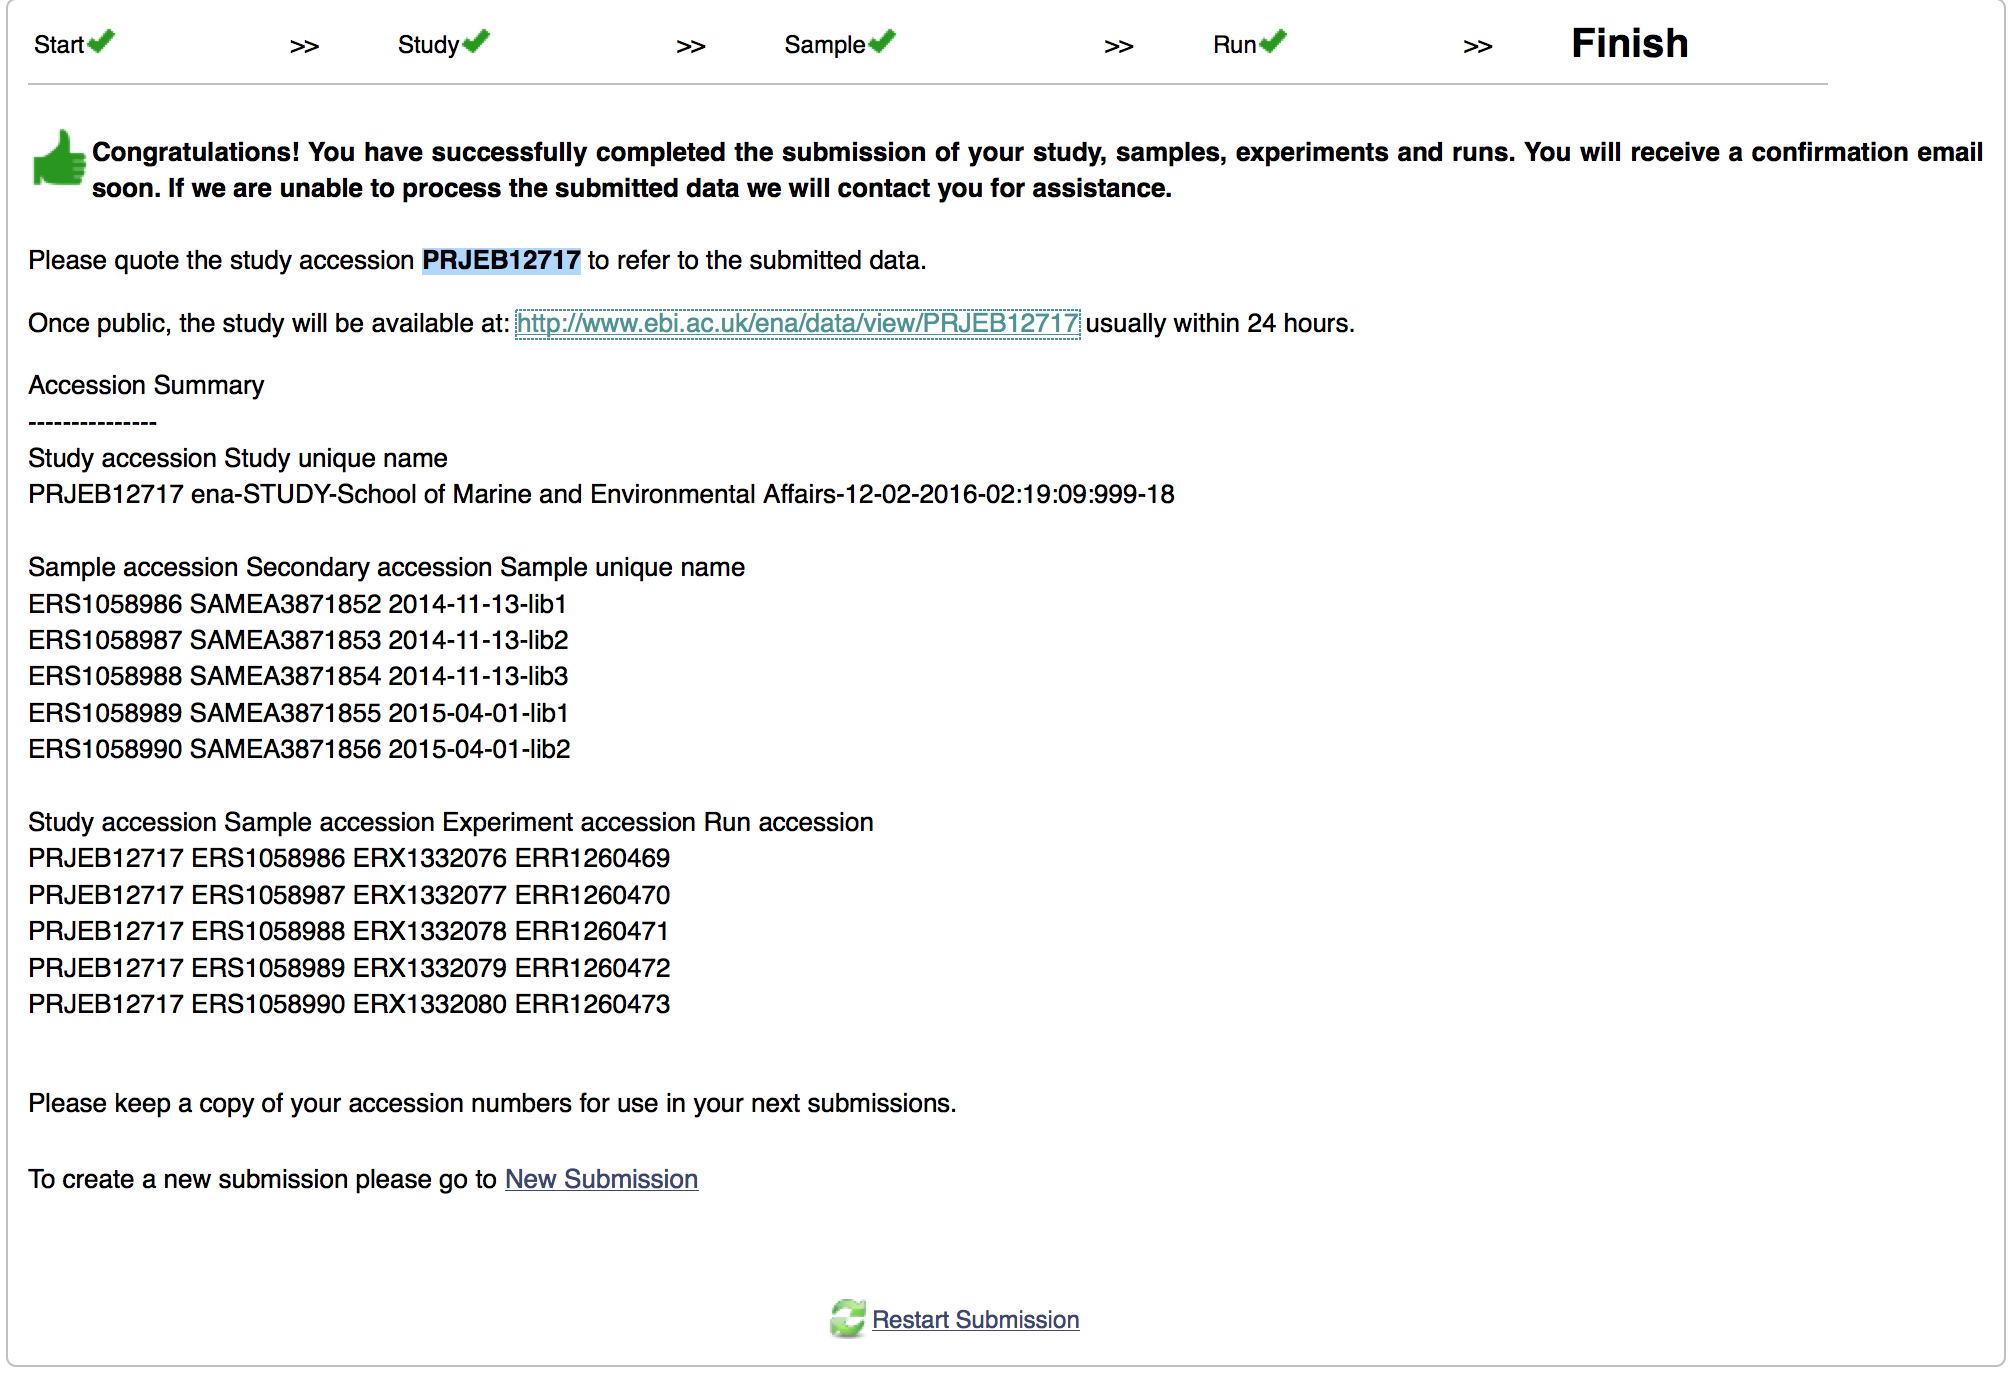 Start >> Study >> Sample >> Run >> Finish
Congratulations! You have successfully completed the submission of your study, samples, experiments and runs. You will receive a confirmation email
soon. If we are unable to process the submitted data we will contact you for assistance.
Please quote the study accession PRJEB12717 to refer to the submitted data.
Once public, the study will be available at: http://www.ebi.ac.uk/ena/data/view/PRJEB12717 usually within 24 hours.
Accession Summary
---------------
Study accession Study unique name
PRJEB12717 ena-STUDY-School of Marine and Environmental Affairs-12-02-2016-02:19:09:999-18
Sample accession Secondary accession Sample unique name
ERS1058986 SAMEA3871852 2014-11-13-lib1
ERS1058987 SAMEA3871853 2014-11-13-lib2
ERS1058988 SAMEA3871854 2014-11-13-lib3
ERS1058989 SAMEA3871855 2015-04-01-lib1
ERS1058990 SAMEA3871856 2015-04-01-lib2
Study accession Sample accession Experiment accession Run accession
PRJEB12717 ERS1058986 ERX1332076 ERR1260469
PRJEB12717 ERS1058987 ERX1332077 ERR1260470
PRJEB12717 ERS1058988 ERX1332078 ERR1260471
PRJEB12717 ERS1058989 ERX1332079 ERR1260472
PRJEB12717 ERS1058990 ERX1332080 ERR1260473
Please keep a copy of your accession numbers for use in your next submissions.
To create a new submission please go to New Submission
Restart Submission